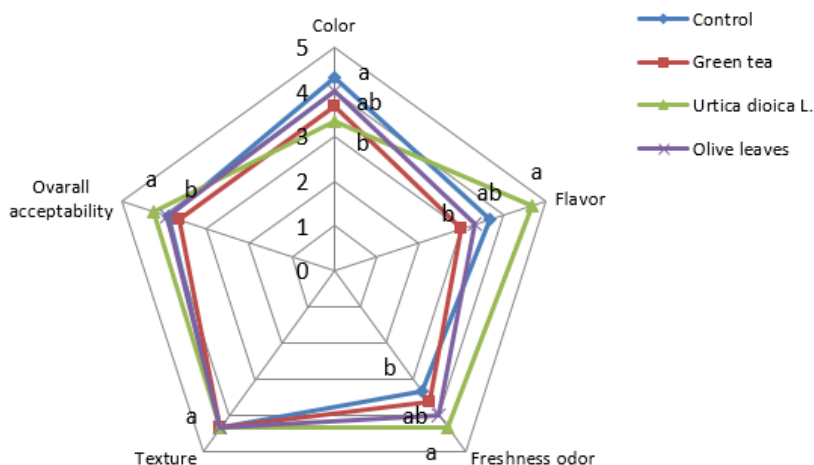 Color
Control
Green tea
Urtica dioica L.
Olive leaves
5
4
3
2
1
0
a
ab
b
a
ab
b
Flavor
a
b
Ovarall
acceptability
b
ab
a
Freshness odor
a
Texture